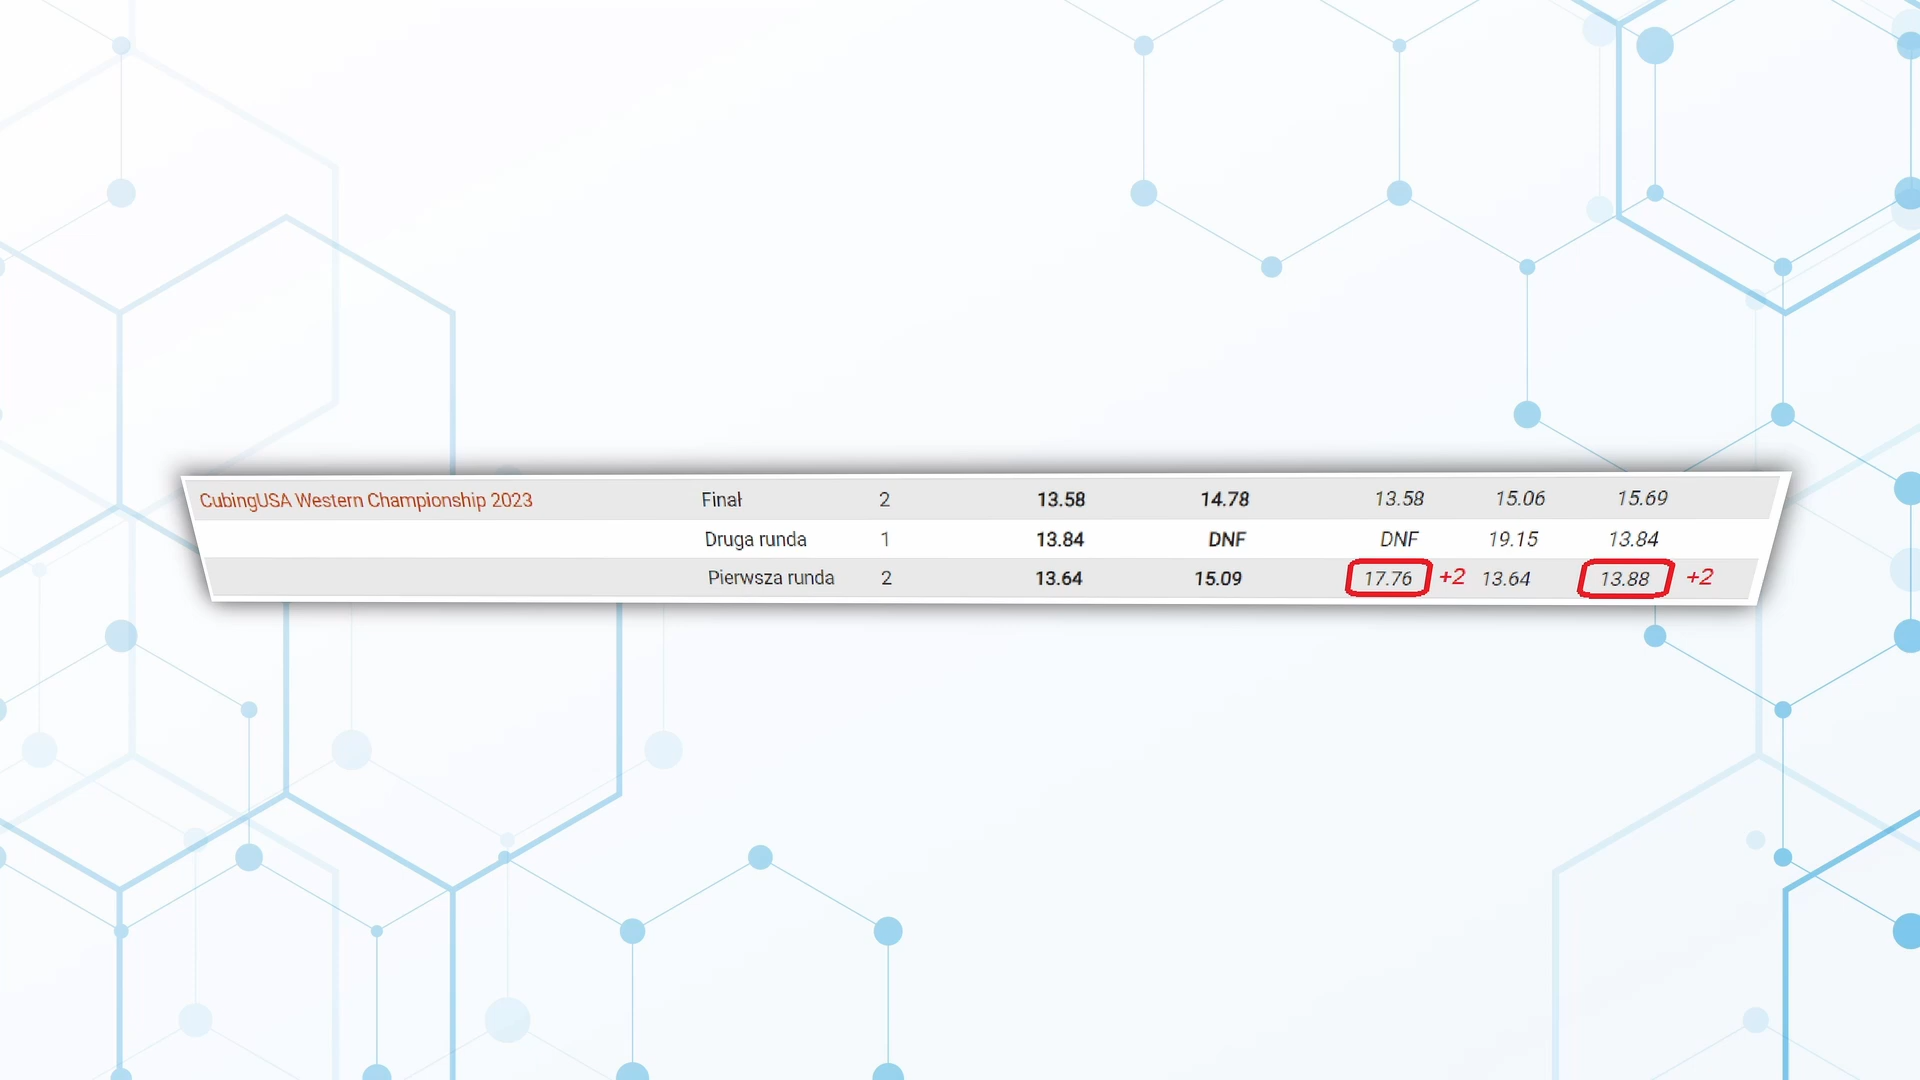 CubingUSA Western Championship 2023 Finał 2 13.58 14.78 13.58 15.06 15.69
Druga runda 1 13.84 DNF DNF 19.15 13.84
Pierwsza runda 2 13.64 15.09 17.76 +2 13.64 13.88 +2